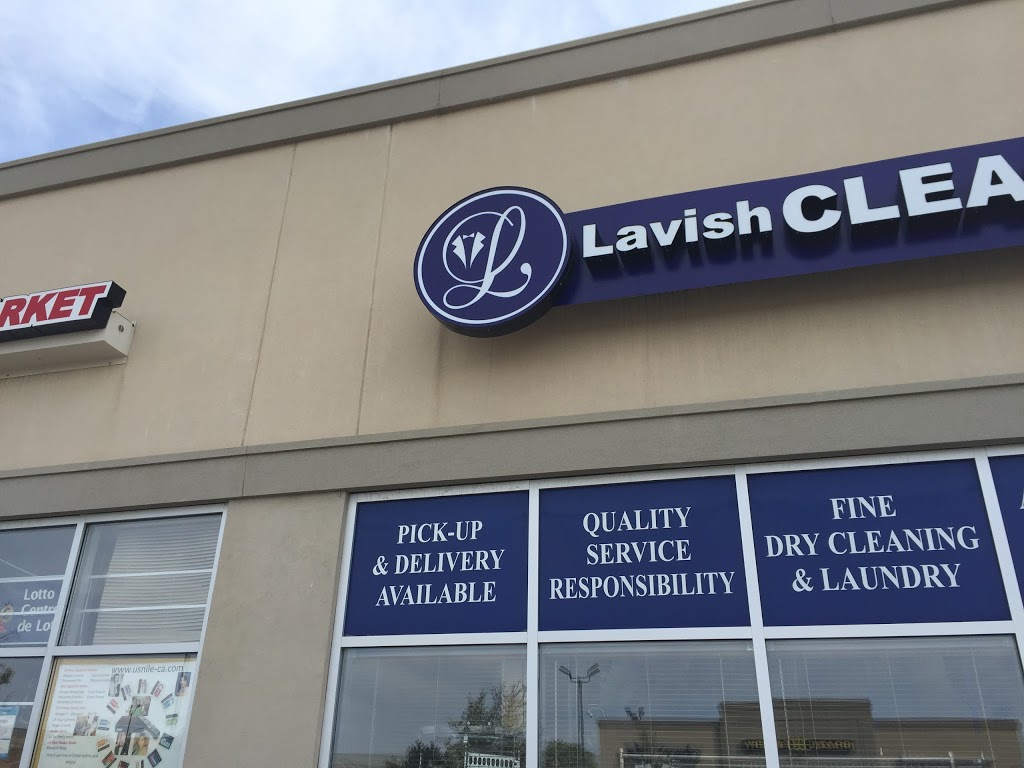 L
Lavish CLEA
RKET
PICK-UP
& DELIVERY
AVAILABLE
QUALITY
SERVICE
RESPONSIBILITY
FINE
DRY CLEANING
& LAUNDRY
A
Lotto
Centre
de Lot
www.usnile-ca.com